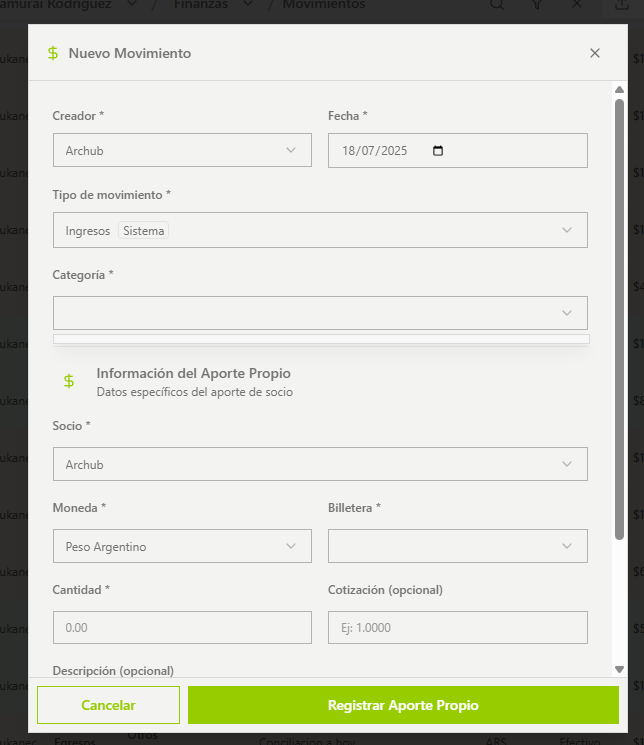 amurai Rodriguez / Finanzas / Movimientos
$ Nuevo Movimiento
Creador * Fecha *
Archub 18/07/2025
Tipo de movimiento *
Ingresos Sistema
Categoría *
$ Información del Aporte Propio
Datos específicos del aporte de socio
Socio *
Archub
Moneda * Billetera *
Peso Argentino
Cantidad * Cotización (opcional)
0.00 Ej: 1.0000
Descripción (opcional)
Cancelar Registrar Aporte Propio
Egresos Otros Conciliacion a hoy ARS Efectivo